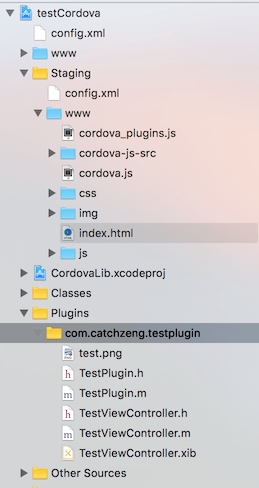 testCordova
config.xml
www
Staging
config.xml
www
cordova_plugins.js
cordova-js-src
cordova.js
css
img
index.html
js
CordovaLib.xcodeproj
Classes
Plugins
com.catchzeng.testplugin
test.png
TestPlugin.h
TestPlugin.m
TestViewController.h
TestViewController.m
TestViewController.xib
Other Sources